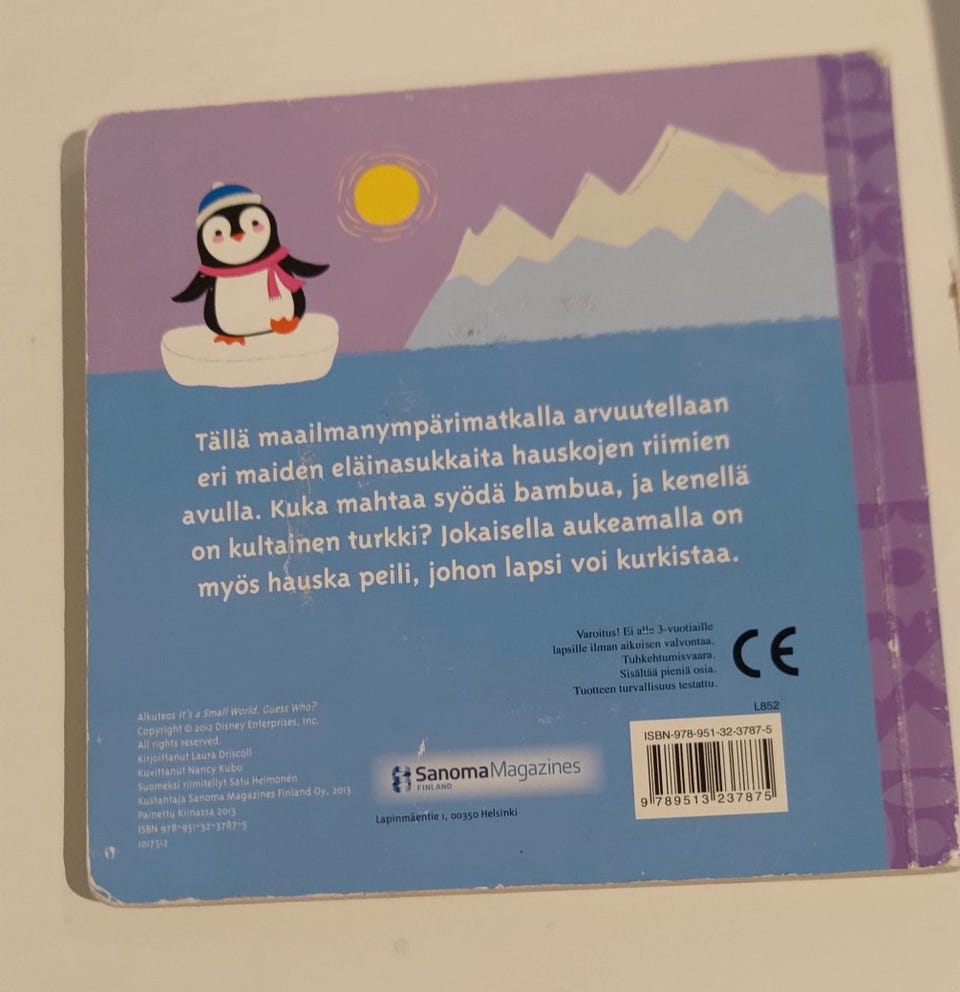 Tällä maailmanympärimatkalla arvuutellaan
eri maiden eläinasukkaita hauskojen riimien
avulla. Kuka mahtaa syödä bambua, ja kenellä
on kultainen turkki? Jokaisella aukeamalla on
myös hauska peili, johon lapsi voi kurkistaa.
Varoitus! Ei alle 3-vuotiaille
lapsille ilman aikuisen valvontaa.
Tuhkehtumisvaara.
Sisältää pieniä osia.
Tuotteen turvallisuus testattu.
CE
L852
Alkuteos It's a Small World. Guess Who?
Copyright © 2012 Disney Enterprises, Inc.
All rights reserved.
Kirjoittanut Laura Driscoll
Kuvittanut Nancy Kubo
Suomeksi riimitellyt Satu Heimonen
Kustantaja Sanoma Magazines Finland Oy, 2013
Painettu Kiinassa 2013
ISBN 978-951-32-3787-5
1017512
SanomaMagazines
FINLAND
Lapinmäentie 1, 00350 Helsinki
ISBN-978-951-32-3787-5
9 789513 237875